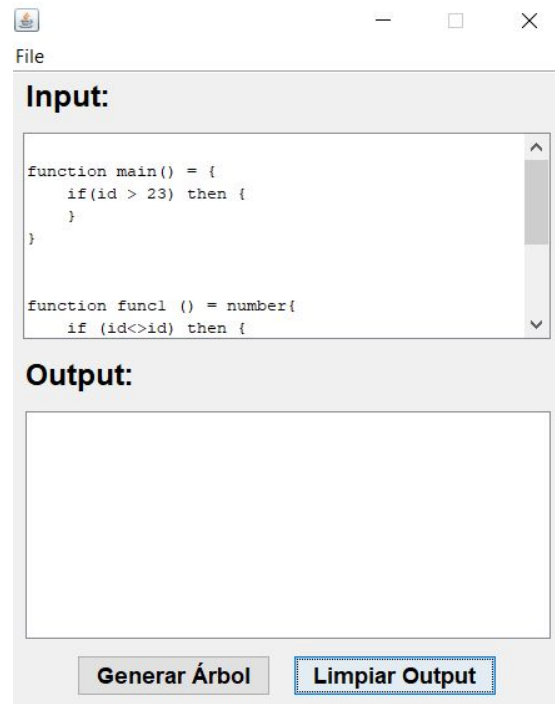 File
Input:
function main() = {
if(id > 23) then {
}
}
function func1 () = number{
if (id<>id) then {
Output:
Generar Árbol Limpiar Output